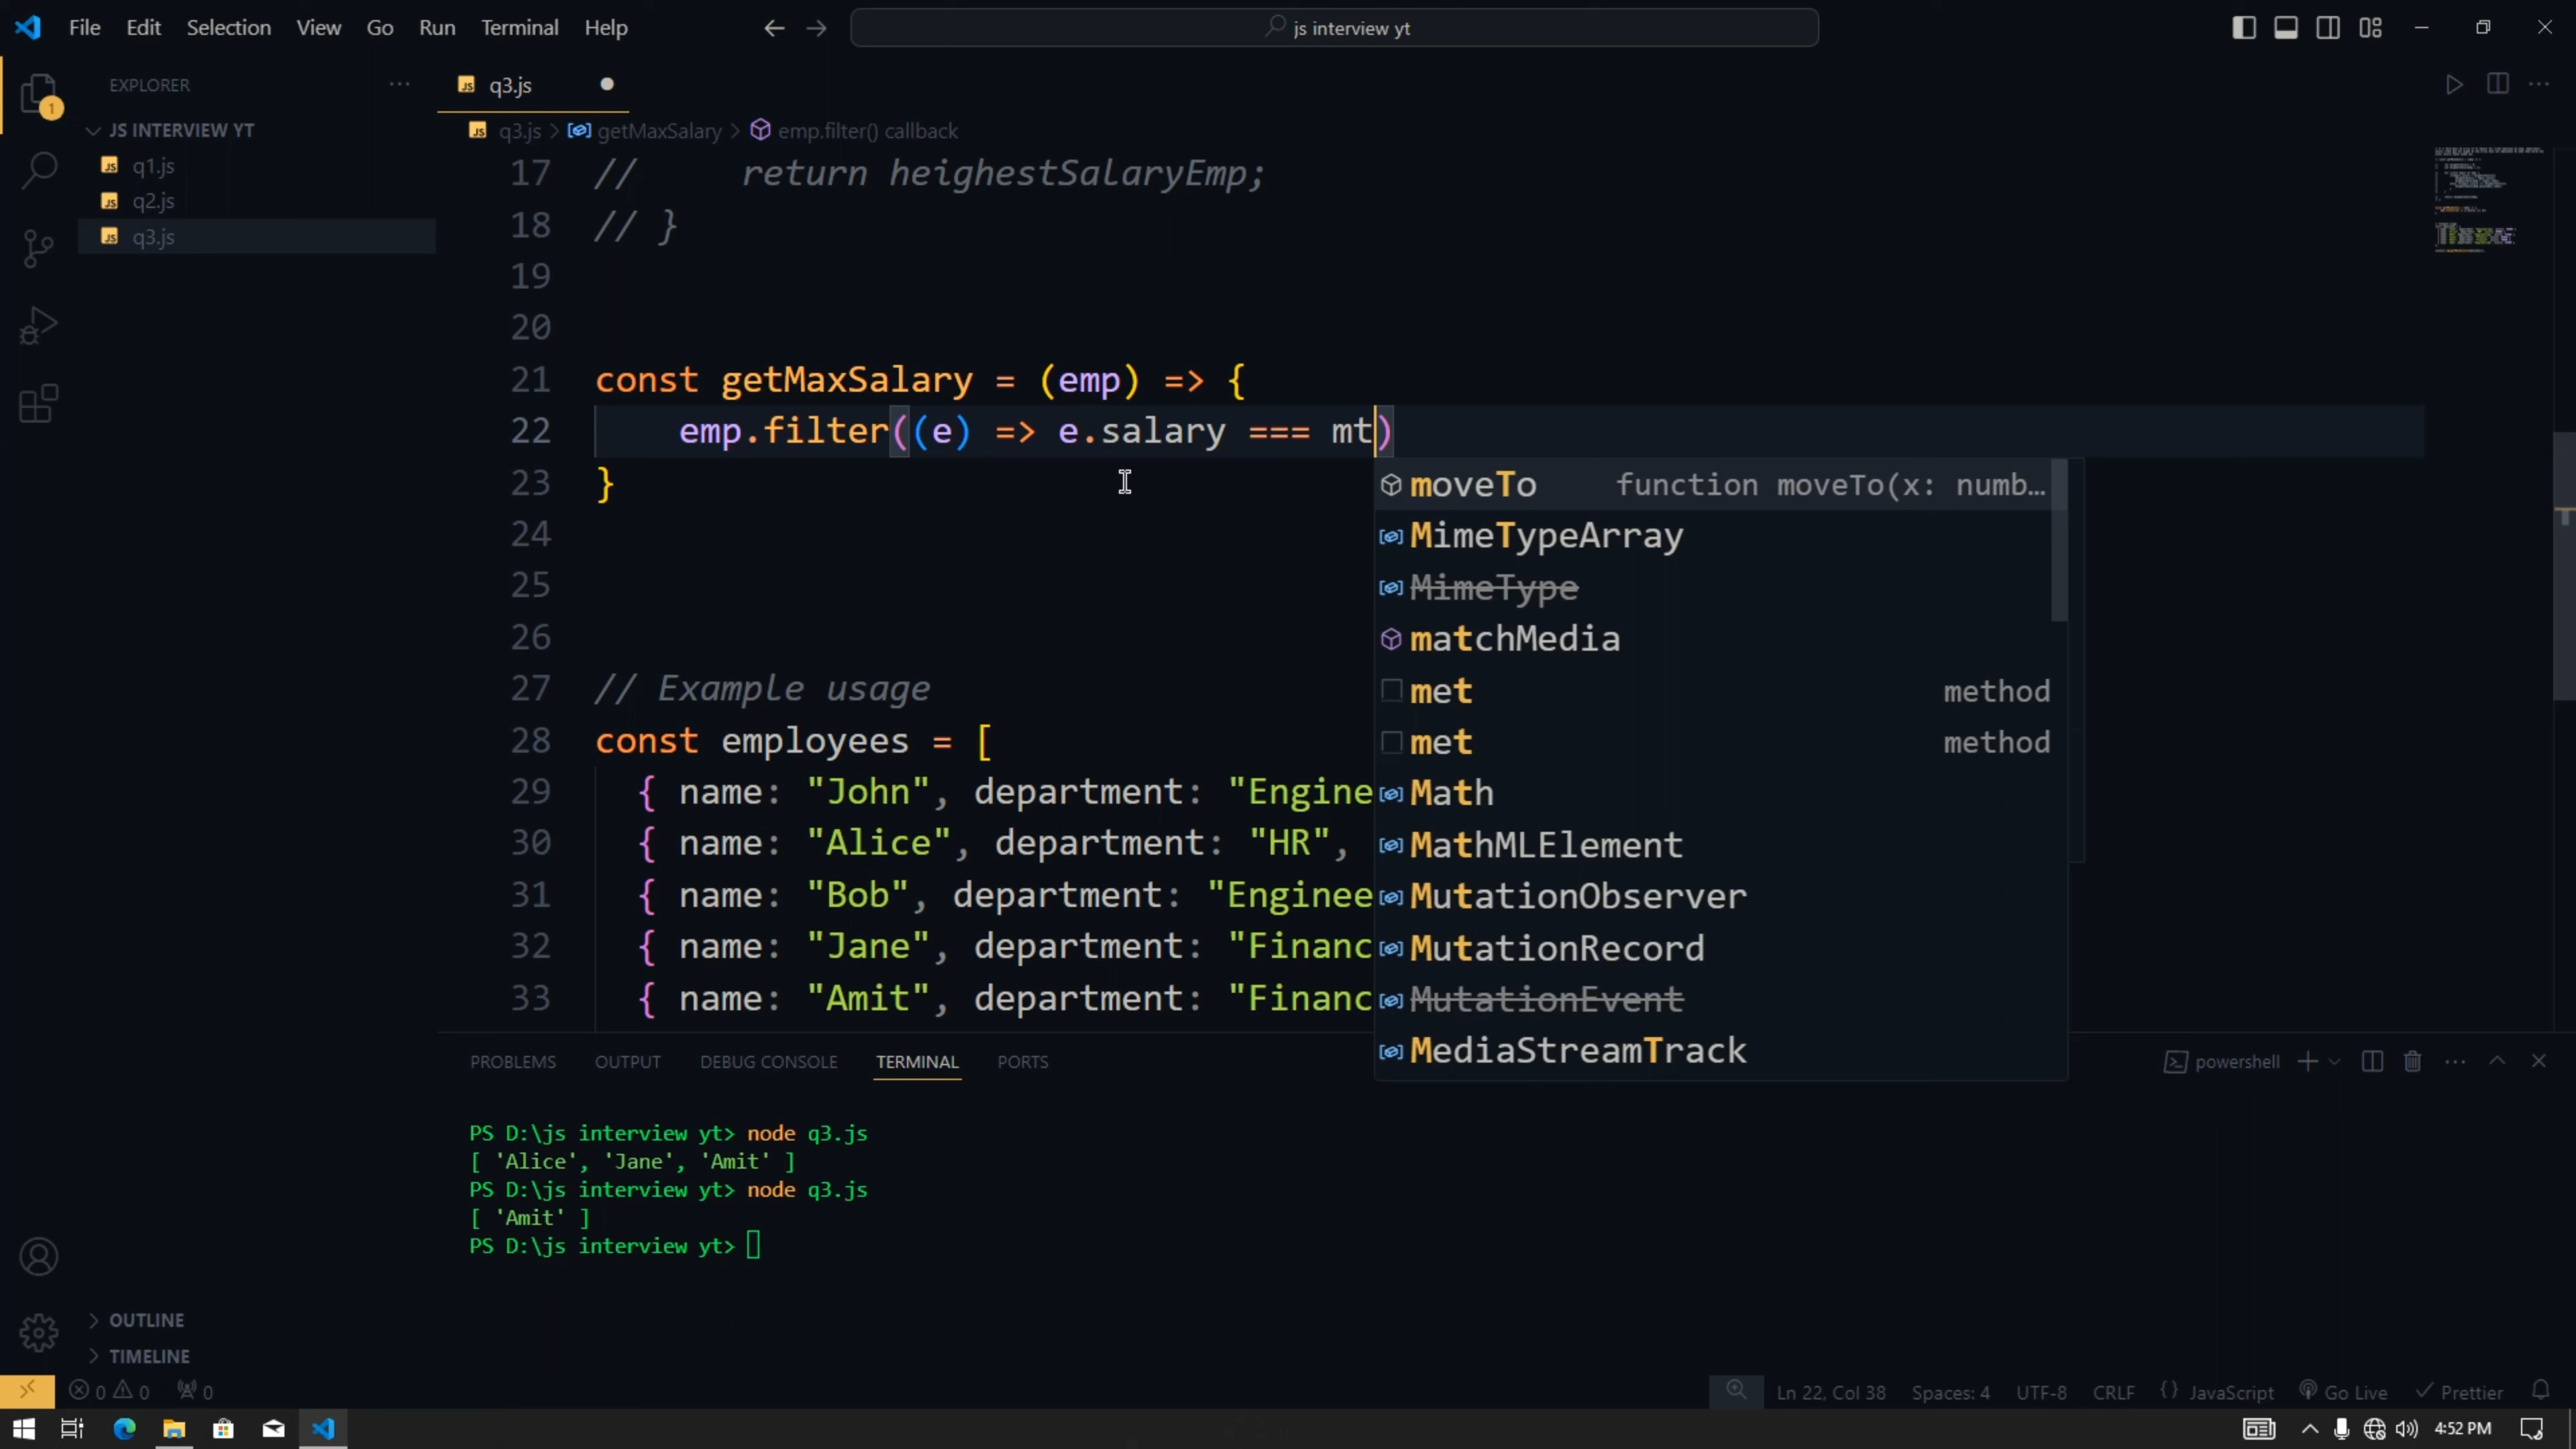 File Edit Selection View Go Run Terminal Help
js interview yt
EXPLORER
q3.js
1
JS INTERVIEW YT
q3.js > getMaxSalary > emp.filter() callback
q1.js
q2.js
q3.js
17 //     return heighestSalaryEmp;
18 // }
19
20
21 const getMaxSalary = (emp) => {
22     emp.filter((e) => e.salary === mt)
23 }
24
25
26
27 // Example usage
28 const employees = [
29   { name: "John", department: "Engine
30   { name: "Alice", department: "HR",
31   { name: "Bob", department: "Enginee
32   { name: "Jane", department: "Financ
33   { name: "Amit", department: "Financ
moveTo function moveTo(x: numb…
MimeTypeArray
MimeType
matchMedia
met method
met method
Math
MathMLElement
MutationObserver
MutationRecord
MutationEvent
MediaStreamTrack
PROBLEMS OUTPUT DEBUG CONSOLE TERMINAL PORTS
powershell
PS D:\js interview yt> node q3.js
[ 'Alice', 'Jane', 'Amit' ]
PS D:\js interview yt> node q3.js
[ 'Amit' ]
PS D:\js interview yt>
OUTLINE
TIMELINE
0 0 0
Ln 22, Col 38 Spaces: 4 UTF-8 CRLF {} JavaScript Go Live Prettier
4:52 PM